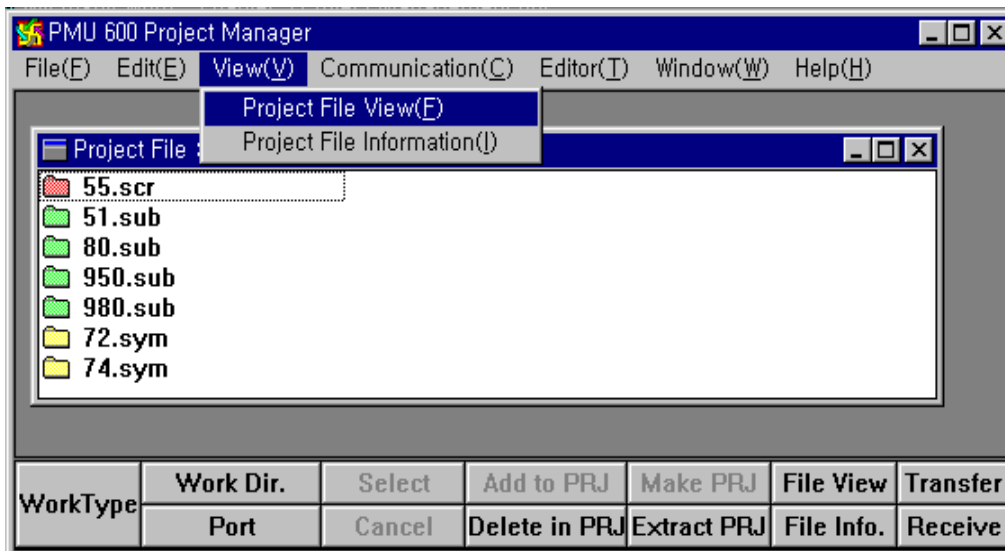 PMU 600 Project Manager
File(F) Edit(E) View(V) Communication(C) Editor(T) Window(W) Help(H)
Project File View(F)
Project File Information(I)
Project File :
55.scr
51.sub
80.sub
950.sub
980.sub
72.sym
74.sym
WorkType
Work Dir. Select Add to PRJ Make PRJ File View Transfer
Port Cancel Delete in PRJ Extract PRJ File Info. Receive